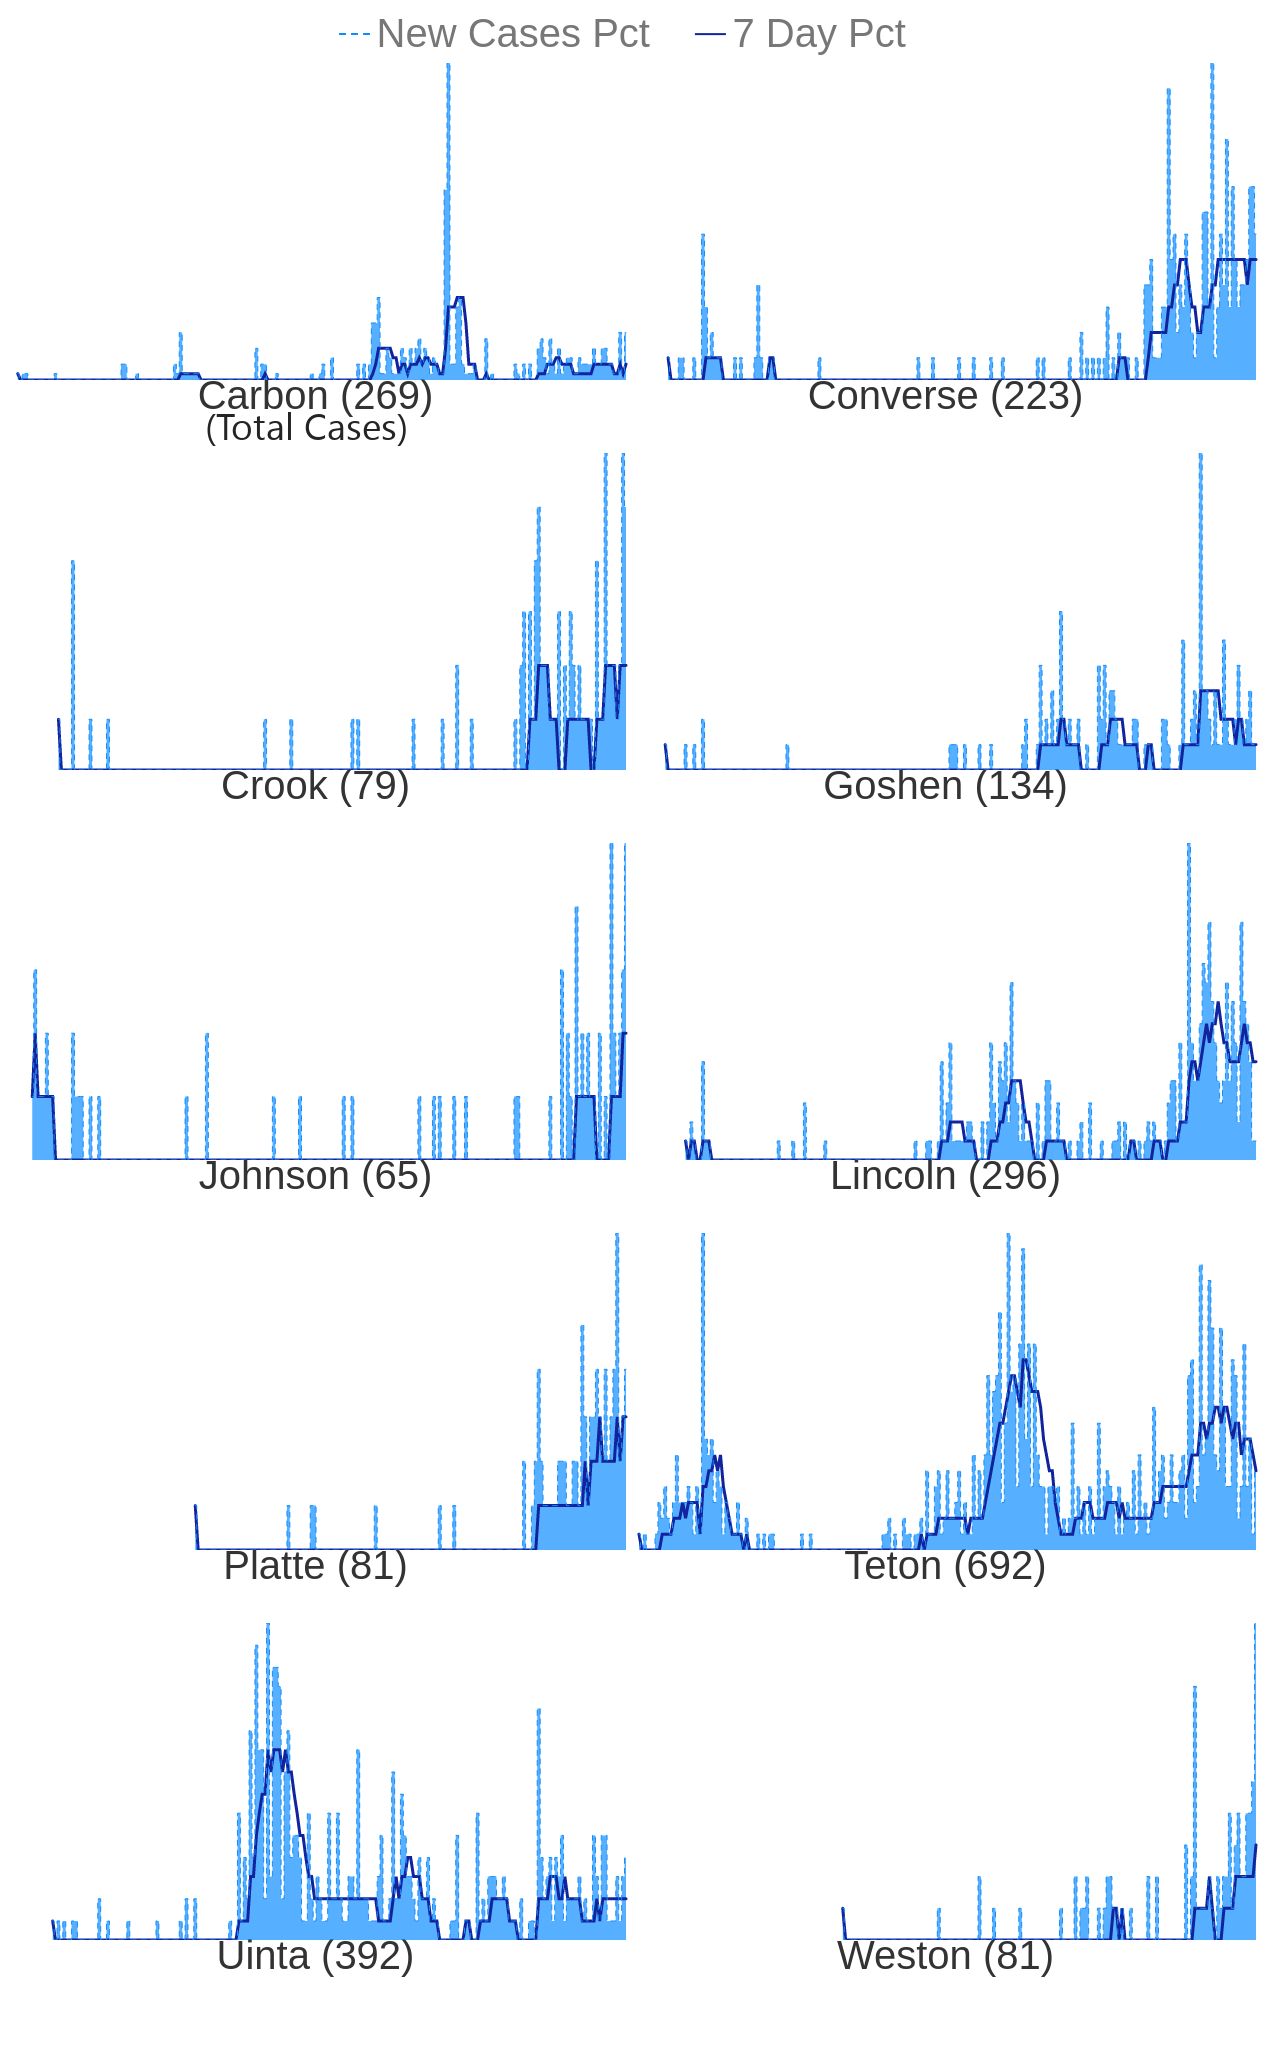 New Cases Pct 7 Day Pct
Carbon (269) Converse (223)
(Total Cases)
Crook (79) Goshen (134)
Johnson (65) Lincoln (296)
Platte (81) Teton (692)
Uinta (392) Weston (81)